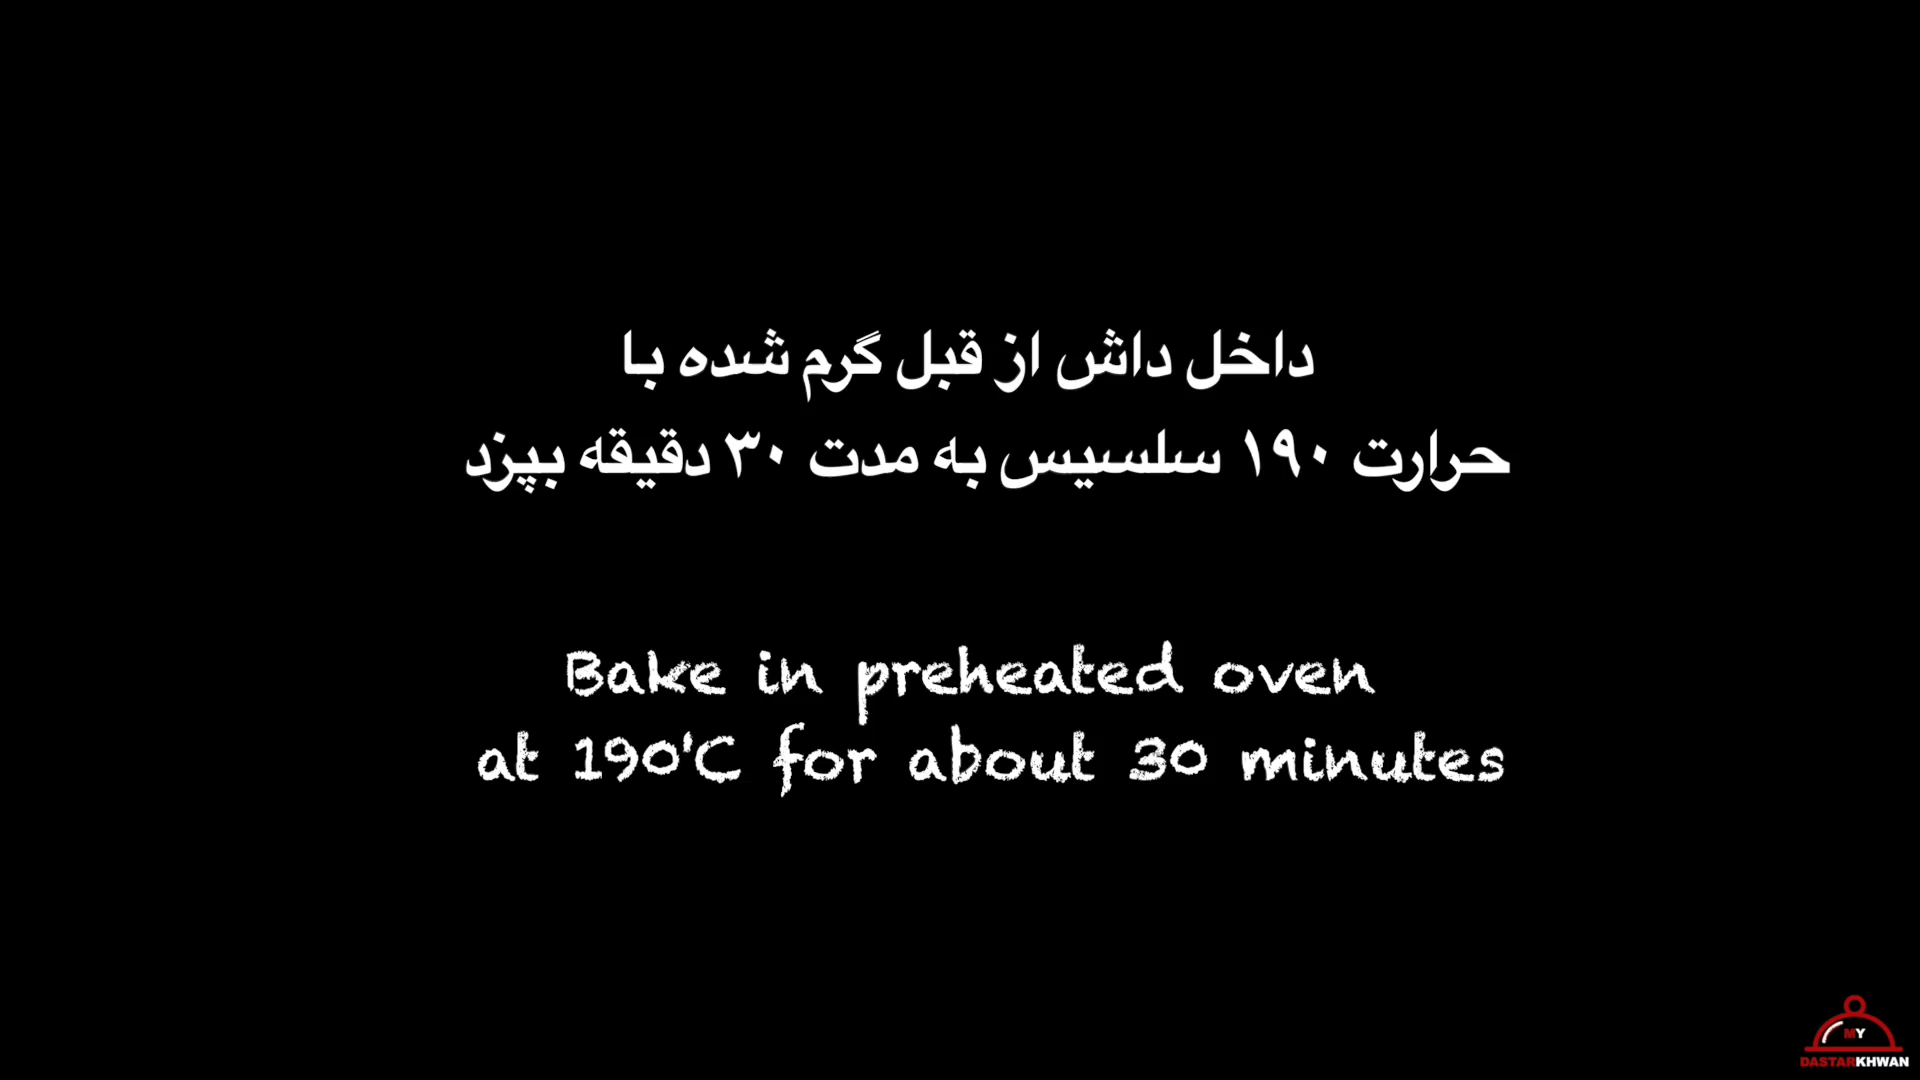 داخل داش از قبل گرم شده با
حرارت ۱۹۰ سلسیس به مدت ۳۰ دقیقه بپزد
Bake in preheated oven
at 190'C for about 30 minutes
MY
DASTARKHWAN